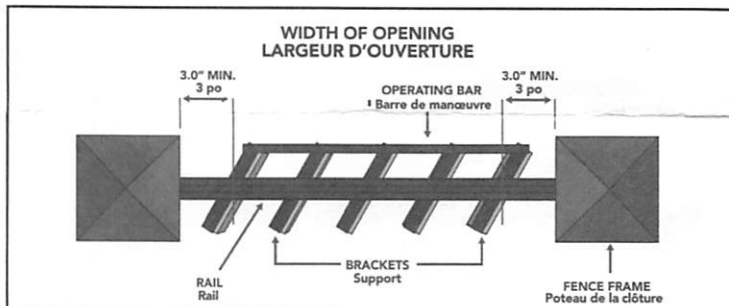 WIDTH OF OPENING
LARGEUR D'OUVERTURE
3.0" MIN.
3 po
OPERATING BAR
Barre de manœuvre
3.0" MIN.
3 po
RAIL
Rail
BRACKETS
Support
FENCE FRAME
Poteau de la clôture